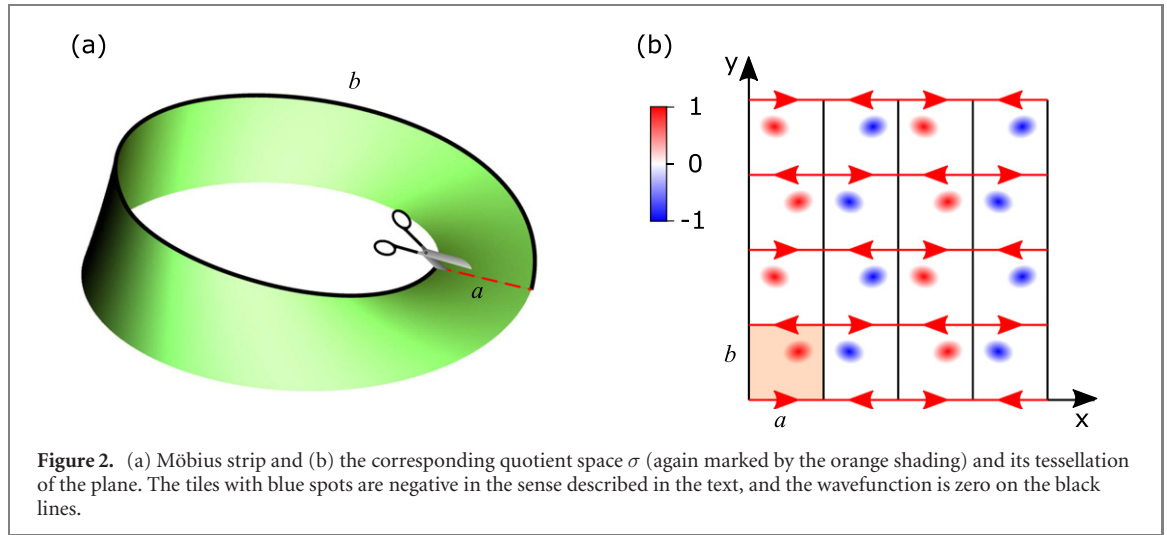 (a)
b
a
(b)
y
1
0
-1
b
a
x
Figure 2. (a) Möbius strip and (b) the corresponding quotient space σ (again marked by the orange shading) and its tessellation
of the plane. The tiles with blue spots are negative in the sense described in the text, and the wavefunction is zero on the black
lines.